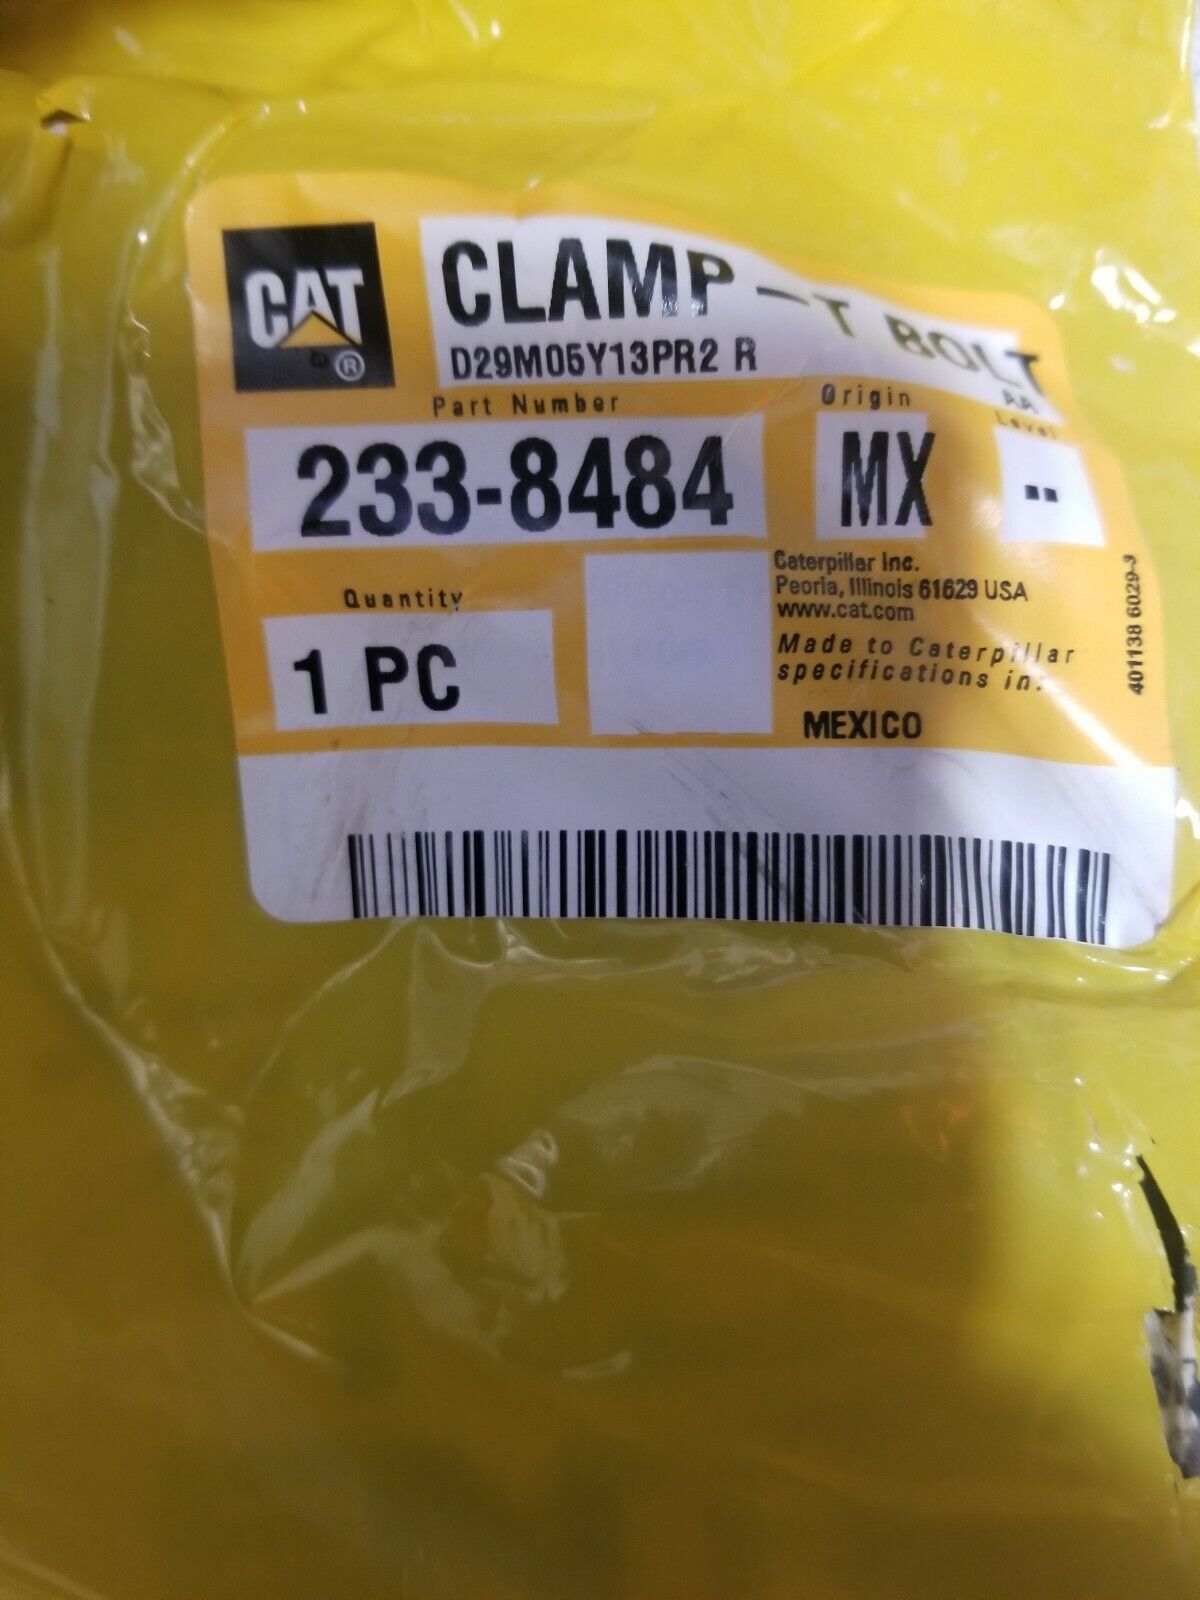 CAT ®
CLAMP-T BOLT
D29M05Y13PR2 R
AA
Part Number
Origin
Level
233-8484
MX
--
Quantity
1 PC
Caterpillar Inc.
Peoria, Illinois 61629 USA
www.cat.com
Made to Caterpillar
specifications in:
MEXICO
401138 6029-3